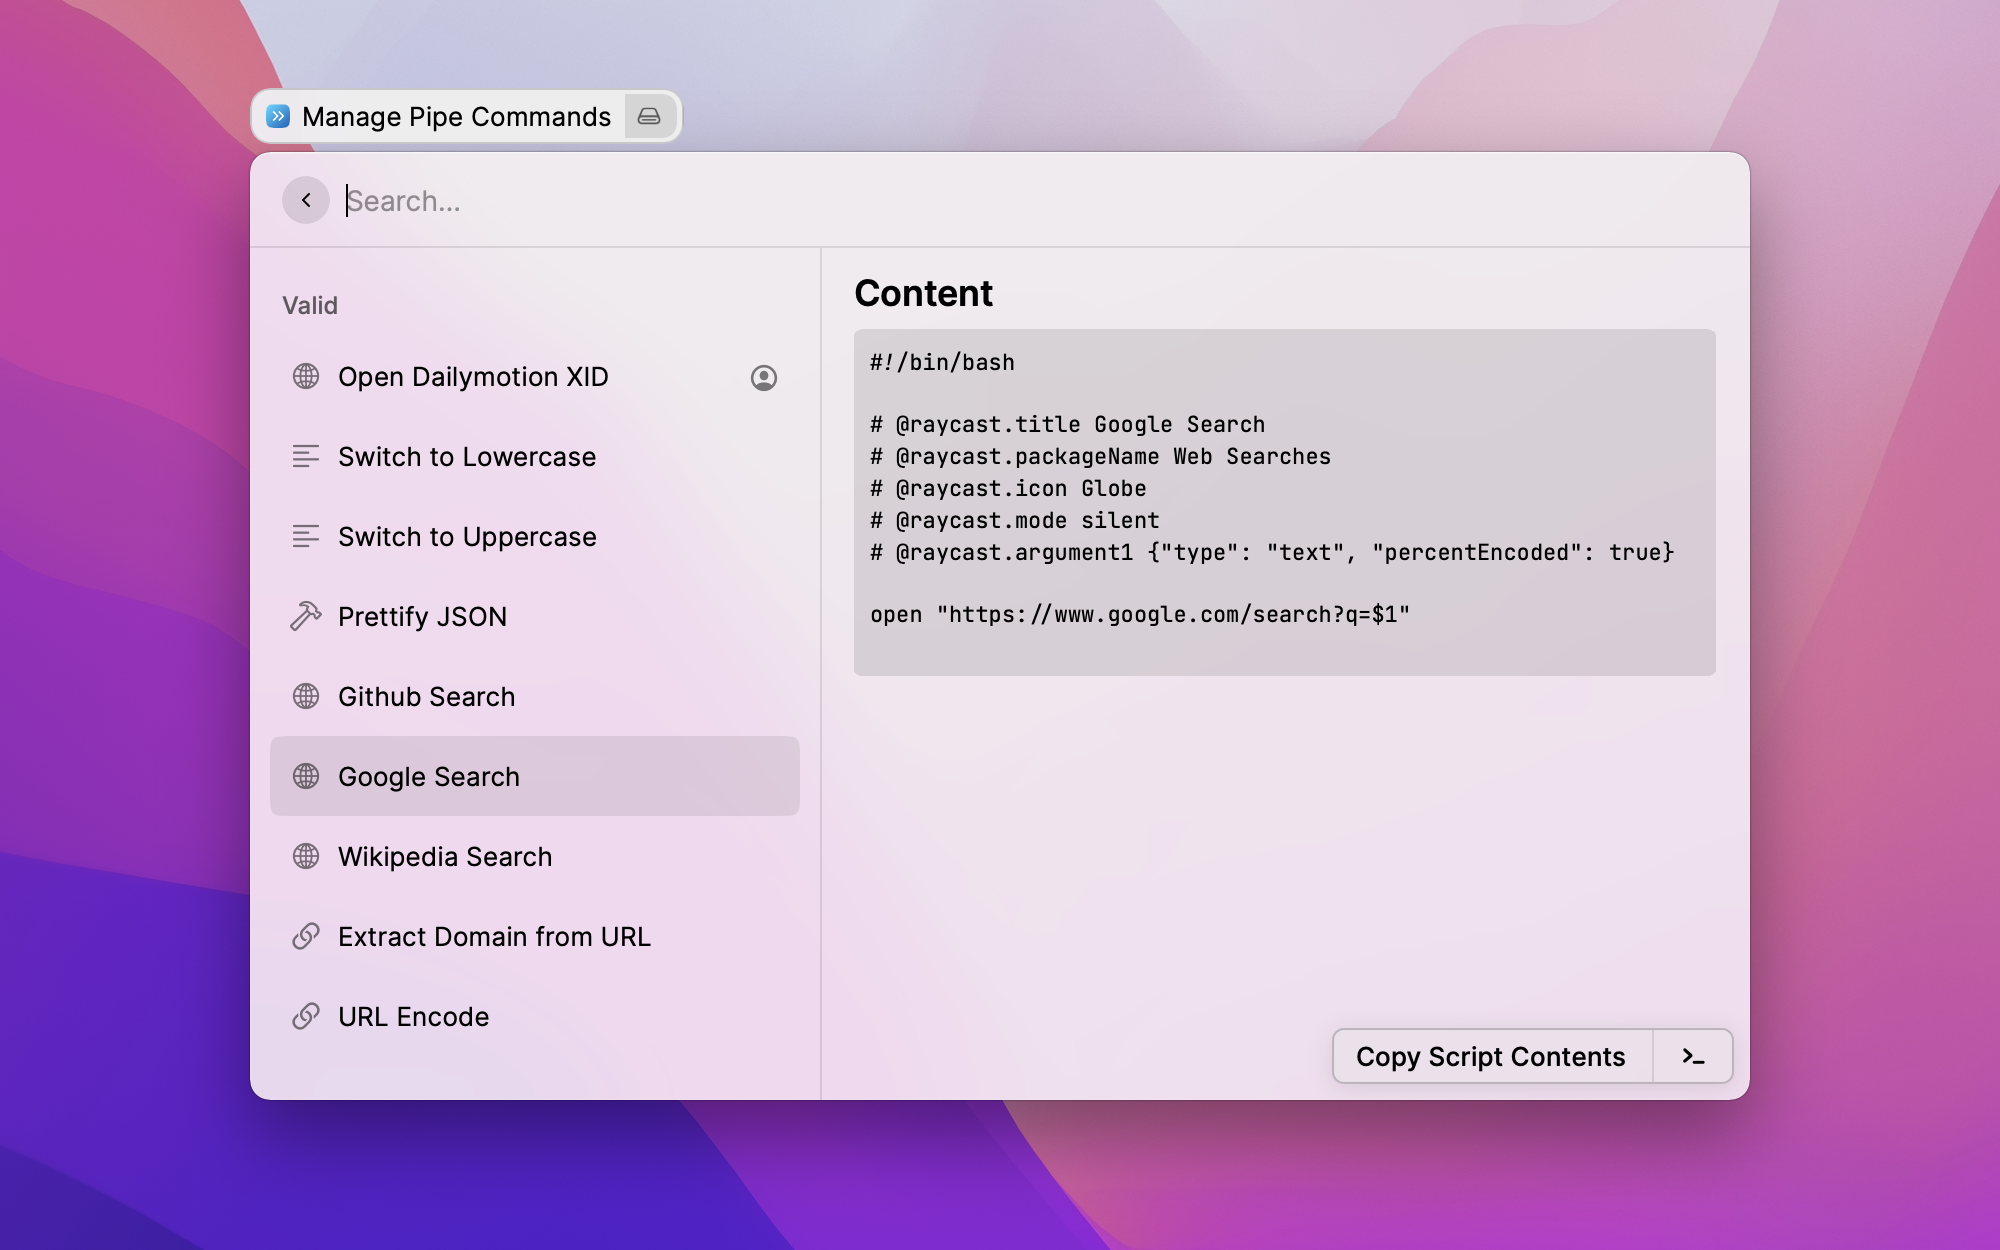 Manage Pipe Commands
Search...
Valid
Open Dailymotion XID
Switch to Lowercase
Switch to Uppercase
Prettify JSON
Github Search
Google Search
Wikipedia Search
Extract Domain from URL
URL Encode
Content
#!/bin/bash
# @raycast.title Google Search
# @raycast.packageName Web Searches
# @raycast.icon Globe
# @raycast.mode silent
# @raycast.argument1 {"type": "text", "percentEncoded": true}
open "https://www.google.com/search?q=$1"
Copy Script Contents